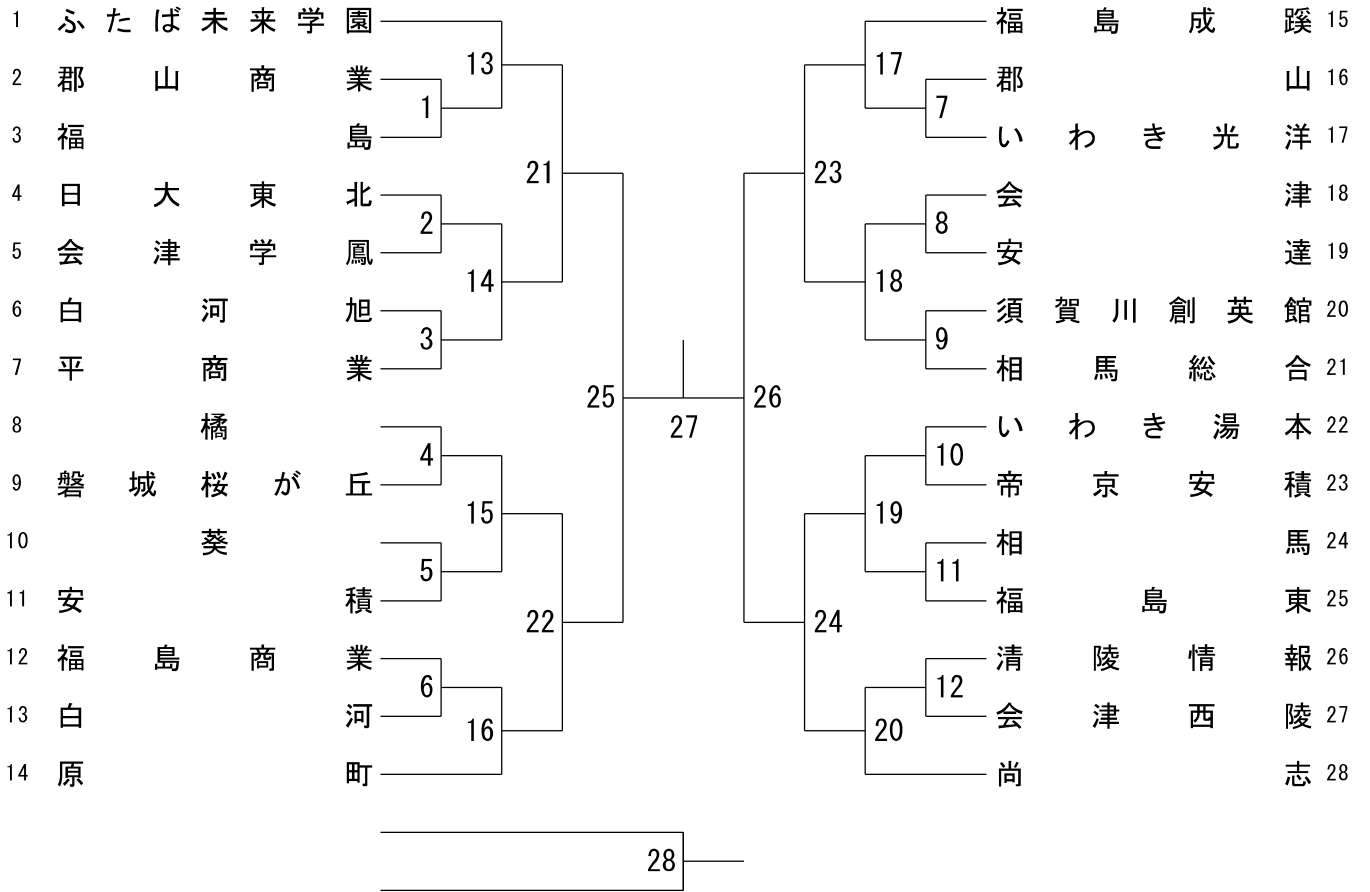 1 ふたば未来学園
2 郡山商業
3 福島
4 日大東北
5 会津学鳳
6 白河旭
7 平商業
8 橘
9 磐城桜が丘
10 葵
11 安積
12 福島商業
13 白河
14 原町
1
2
3
4
5
6
13
14
15
16
21
22
25
27
26
23
24
17
18
19
20
7
8
9
10
11
12
福島成蹊 15
郡山 16
いわき光洋 17
会津 18
安達 19
須賀川創英館 20
相馬総合 21
いわき湯本 22
帝京安積 23
相馬 24
福島東 25
清陵情報 26
会津西陵 27
尚志 28
28